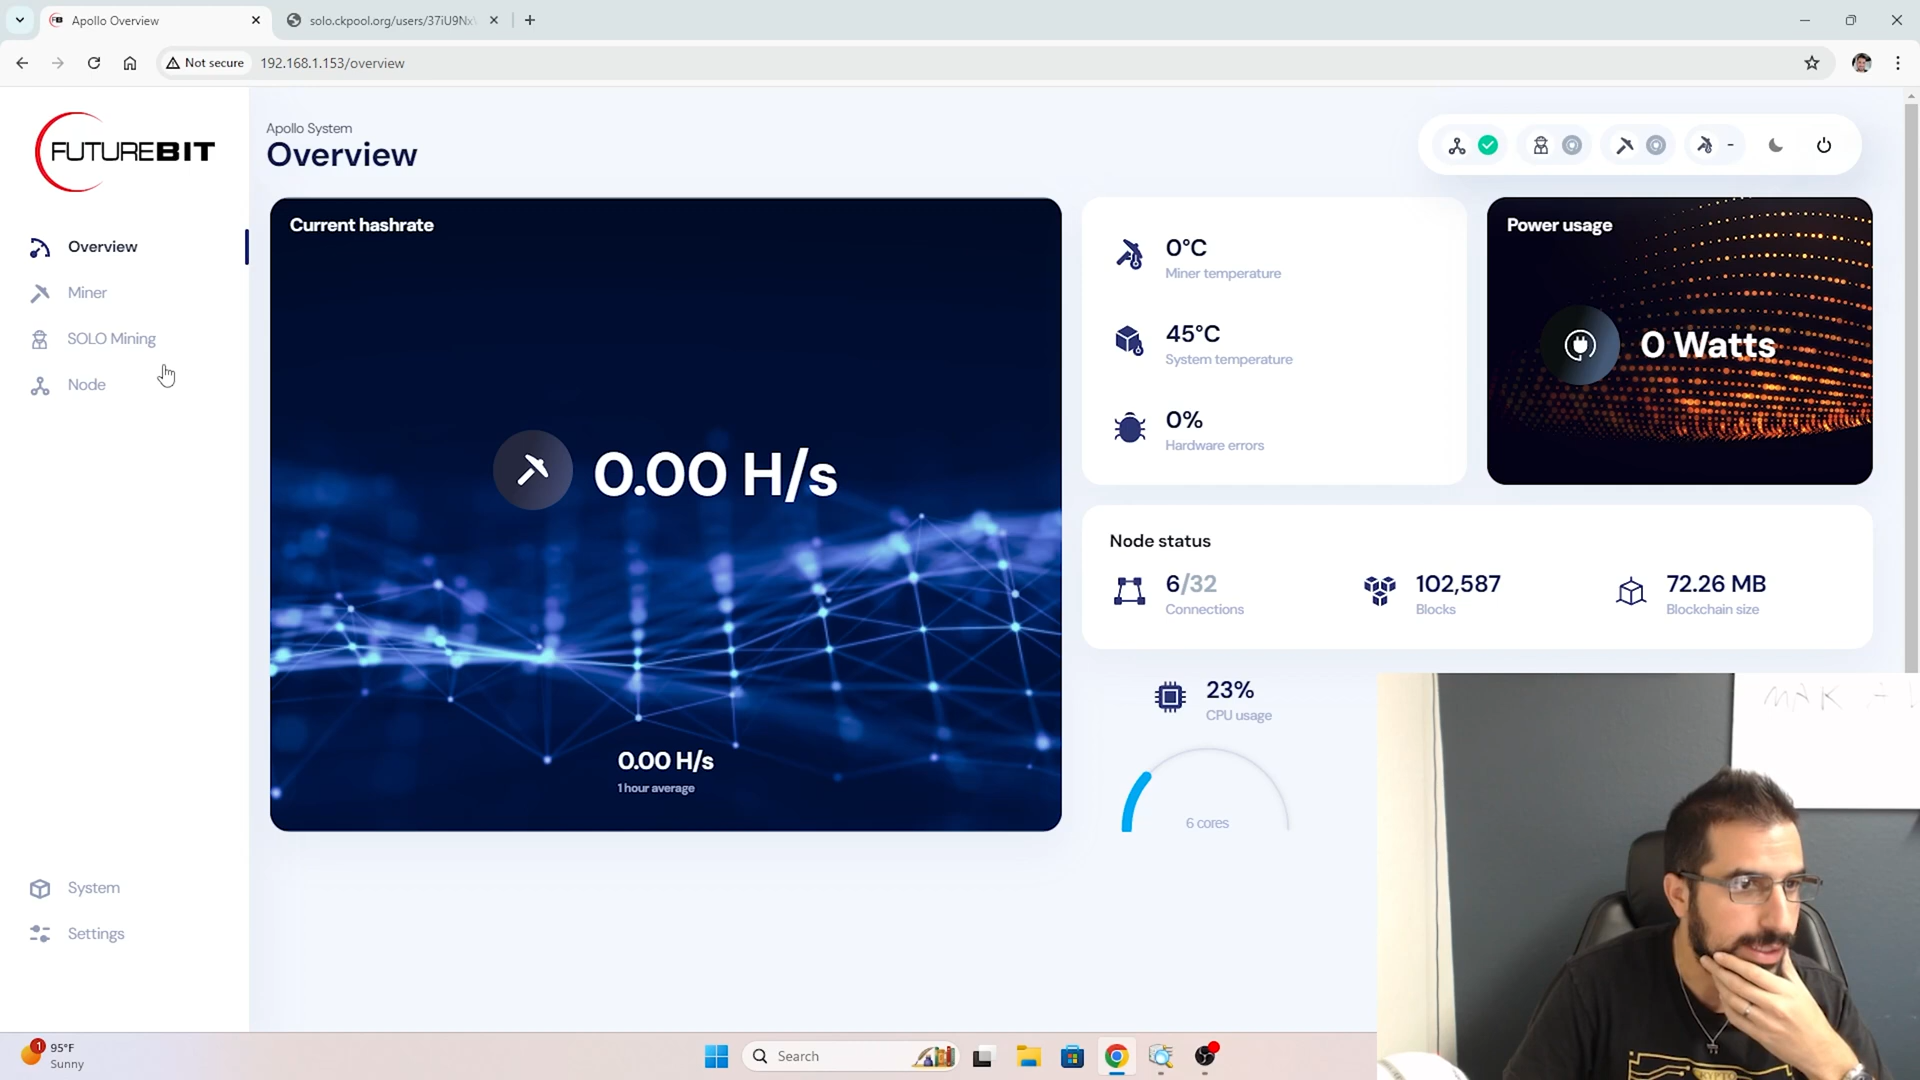 Apollo Overview
solo.ckpool.org/users/37iU9Nx
Not secure
192.168.1.153/overview
FUTUREBIT
Overview
Miner
SOLO Mining
Node
System
Settings
Apollo System
Overview
-
Current hashrate
0.00 H/s
0.00 H/s
1 hour average
0°C
Miner temperature
45°C
System temperature
0%
Hardware errors
Power usage
0 Watts
Node status
6/32
Connections
102,587
Blocks
72.26 MB
Blockchain size
23%
CPU usage
6 cores
1
95°F
Sunny
Search